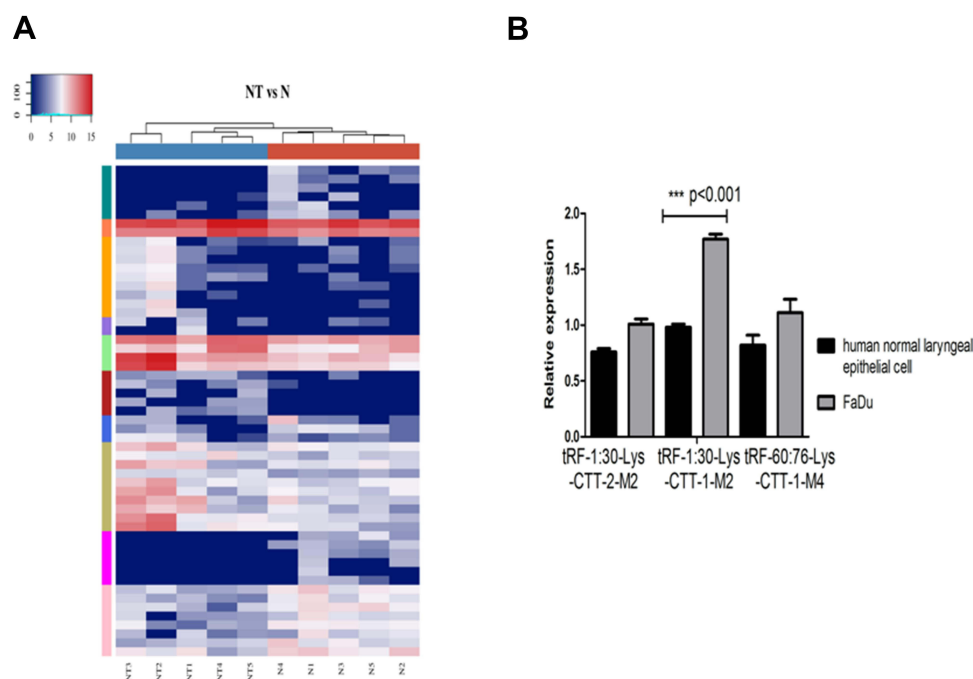 A
B
100
0
0 5 10 15
NT vs N
NT3 NT2 NT1 NT4 NT5 N4 N1 N3 N5 N2
*** p<0.001
Relative expression
2.0
1.5
1.0
0.5
0.0
tRF-1:30-Lys
-CTT-2-M2
tRF-1:30-Lys
-CTT-1-M2
tRF-60:76-Lys
-CTT-1-M4
human normal laryngeal
epithelial cell
FaDu